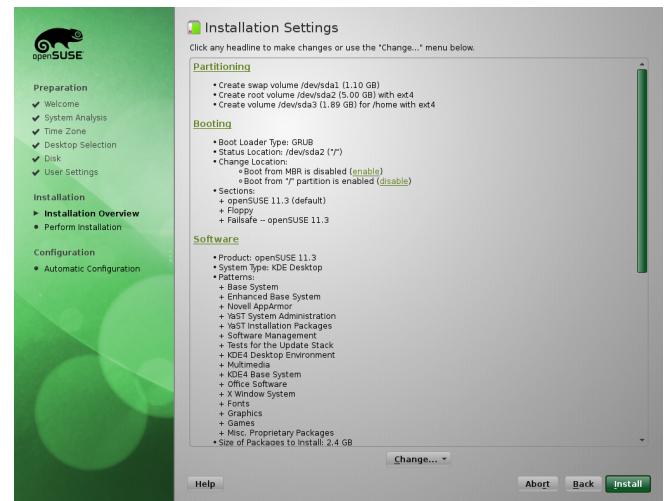 openSUSE
Preparation
Welcome
System Analysis
Time Zone
Desktop Selection
Disk
User Settings
Installation
Installation Overview
Perform Installation
Configuration
Automatic Configuration
Installation Settings
Click any headline to make changes or use the "Change..." menu below.
Partitioning
• Create swap volume /dev/sda1 (1.10 GB)
• Create root volume /dev/sda2 (5.00 GB) with ext4
• Create volume /dev/sda3 (1.89 GB) for /home with ext4
Booting
• Boot Loader Type: GRUB
• Status Location: /dev/sda2 ("/")
• Change Location:
Boot from MBR is disabled (enable)
Boot from "/" partition is enabled (disable)
• Sections:
+ openSUSE 11.3 (default)
+ Floppy
+ Failsafe -- openSUSE 11.3
Software
• Product: openSUSE 11.3
• System Type: KDE Desktop
• Patterns:
+ Base System
+ Enhanced Base System
+ Novell AppArmor
+ YaST System Administration
+ YaST Installation Packages
+ Software Management
+ Tests for the Update Stack
+ KDE4 Desktop Environment
+ Multimedia
+ KDE4 Base System
+ Office Software
+ X Window System
+ Fonts
+ Graphics
+ Games
+ Misc. Proprietary Packages
• Size of Packages to Install: 2.4 GB
Change...
Help
Abort
Back
Install